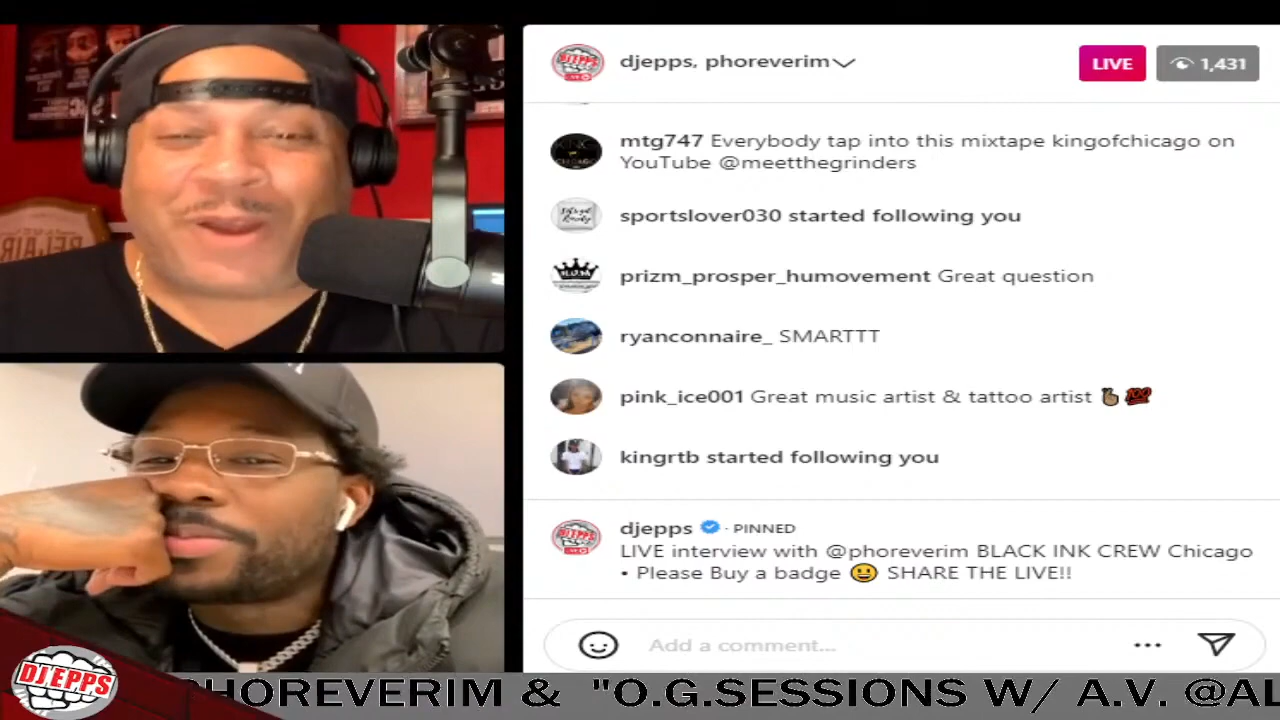 djepps, phoreverim
LIVE
1,431
mtg747 Everybody tap into this mixtape kingofchicago on
YouTube @meetthegrinders
sportslover030 started following you
prizm_prosper_humovement Great question
ryanconnaire_ SMARTTT
pink_ice001 Great music artist & tattoo artist 🫰🏾💯
kingrtb started following you
djepps · PINNED
LIVE interview with @phoreverim BLACK INK CREW Chicago
• Please Buy a badge 😀 SHARE THE LIVE!!
Add a comment...
DJ EPPS
HOREVERIM & "O.G.SESSIONS W/ A.V. @AL
BELAIR